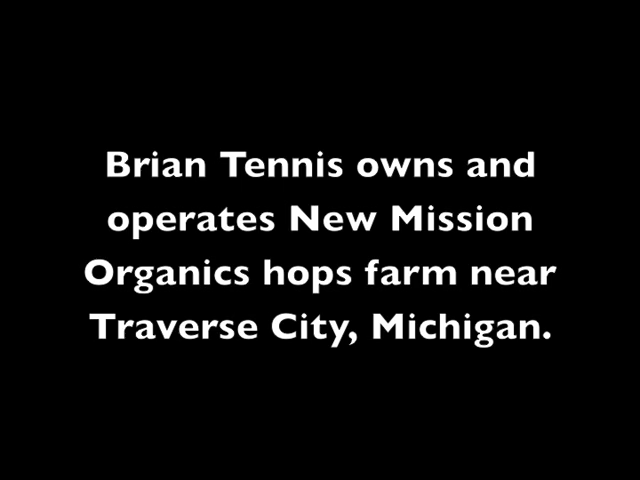 Brian Tennis owns and
operates New Mission
Organics hops farm near
Traverse City, Michigan.